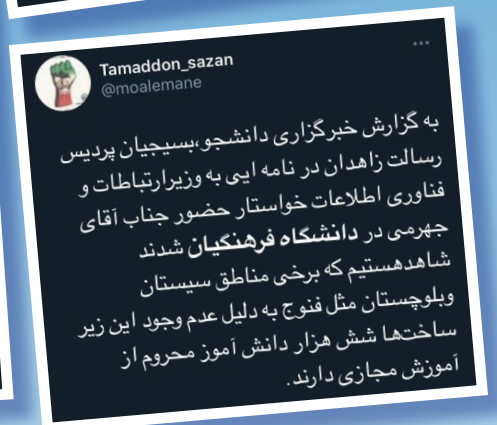 Tamaddon_sazan
@moalemane
به گزارش خبرگزاری دانشجو،بسیجیان پردیس
رسالت زاهدان در نامه ایی به وزیرارتباطات و
فناوری اطلاعات خواستار حضور جناب آقای
جهرمی در دانشگاه فرهنگیان شدند
شاهدهستیم که برخی مناطق سیستان
وبلوچستان مثل فنوج به دلیل عدم وجود این زیر
ساخت‌ها شش هزار دانش آموز محروم از
آموزش مجازی دارند.